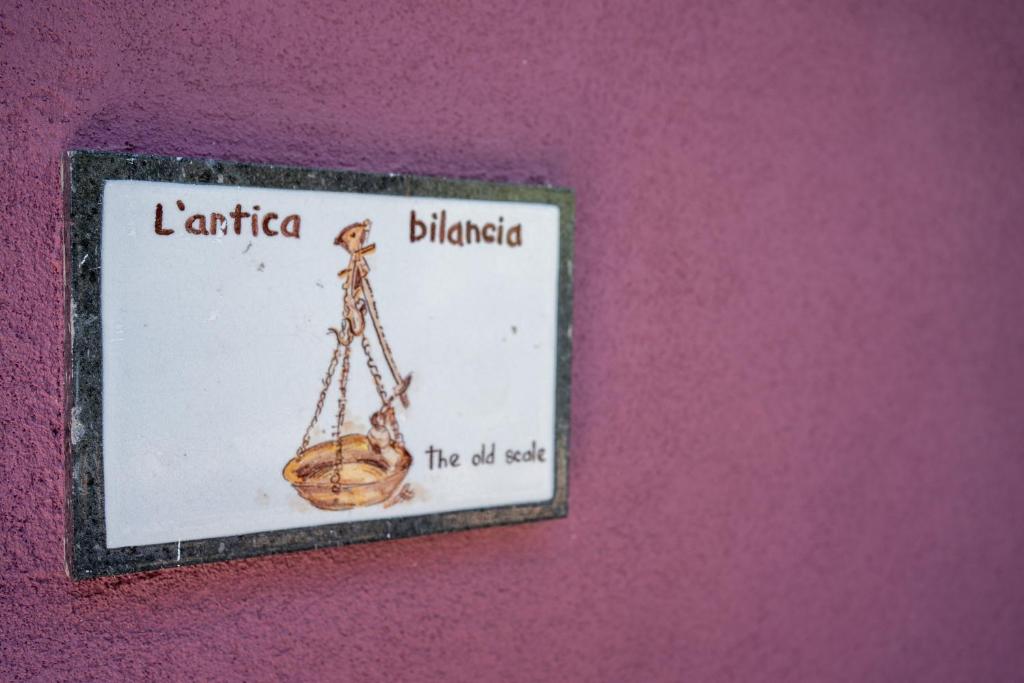 L'antica bilancia
the old scale